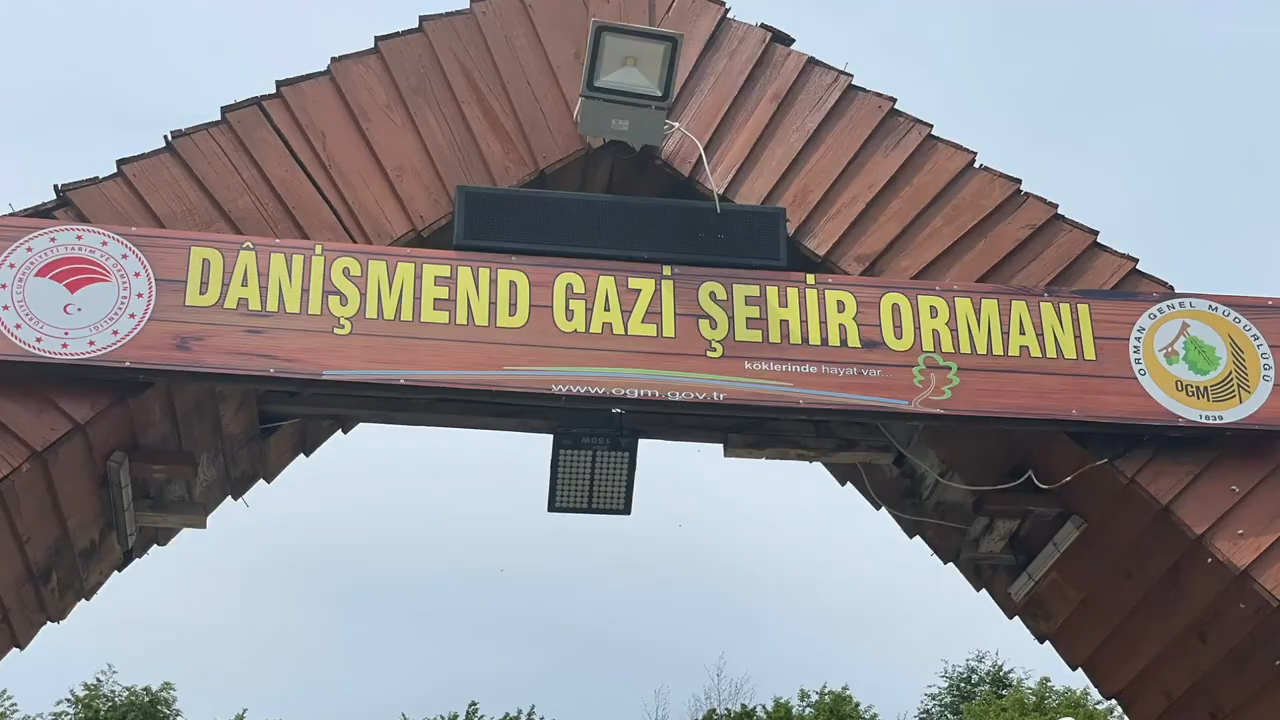 DÂNİŞMEND GAZİ ŞEHİR ORMANI
köklerinde hayat var...
www.ogm.gov.tr
TÜRKİYE CUMHURİYETİ TARIM VE ORMAN BAKANLIĞI
ORMAN GENEL MÜDÜRLÜĞÜ
OGM
1839
150W